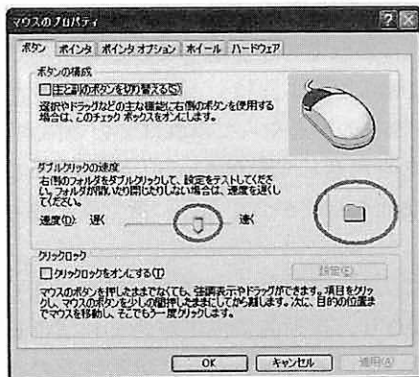 マウスのプロパティ
ボタン ポインタ ポインタ オプション ホイール ハードウェア
ボタンの構成
主と副のボタンを切り替える(S)
選択やドラッグなどの主な機能に右側のボタンを使用する
場合は、このチェック ボックスをオンにします。
ダブルクリックの速度
右側のフォルダをダブルクリックして、設定をテストしてくださ
い。フォルダが開いたり閉じたりしない場合は、速度を遅くし
てください。
速度(D): 遅く 速く
クリックロック
クリックロックをオンにする(T) 設定(E)
マウスのボタンを押したままでなくても、強調表示やドラッグができます。項目をクリッ
クし、マウスのボタンを少しの間押したままにしてから離します。次に、目的の位置ま
でマウスを移動し、そこでもう一度クリックします。
OK キャンセル 適用(A)